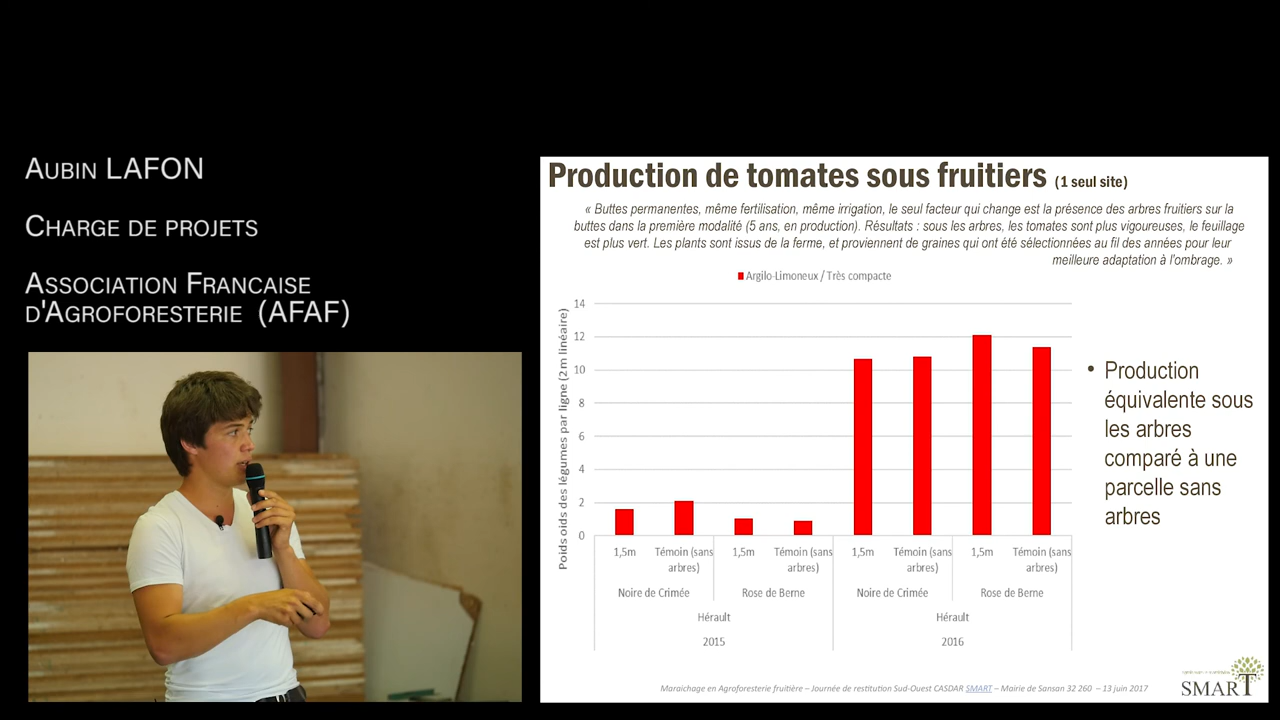 AUBIN LAFON
CHARGE DE PROJETS
ASSOCIATION FRANCAISE
D'AGROFORESTERIE (AFAF)
Production de tomates sous fruitiers (1 seul site)
« Buttes permanentes, même fertilisation, même irrigation, le seul facteur qui change est la présence des arbres fruitiers sur la
buttes dans la première modalité (5 ans, en production). Résultats : sous les arbres, les tomates sont plus vigoureuses, le feuillage
est plus vert. Les plants sont issus de la ferme, et proviennent de graines qui ont été sélectionnées au fil des années pour leur
meilleure adaptation à l'ombrage. »
Argilo-Limoneux / Très compacte
Poids oids des légumes par ligne (2 m linéaire)
14
12
10
8
6
4
2
0
1,5m Témoin (sans 1,5m Témoin (sans 1,5m Témoin (sans 1,5m Témoin (sans
arbres) arbres) arbres) arbres)
Noire de Crimée Rose de Berne Noire de Crimée Rose de Berne
Hérault Hérault
2015 2016
• Production
équivalente sous
les arbres
comparé à une
parcelle sans
arbres
Maraichage en Agroforesterie fruitière – Journée de restitution Sud-Ouest CASDAR SMART – Mairie de Sansan 32 260 – 13 juin 2017
SMART